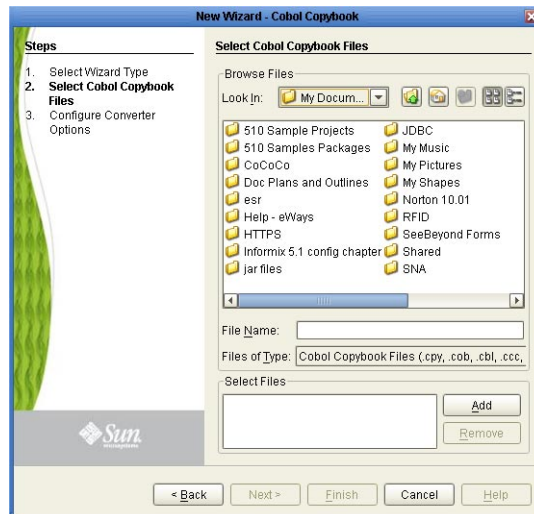 New Wizard - Cobol Copybook
Steps
1. Select Wizard Type
2. Select Cobol Copybook
Files
3. Configure Converter
Options
Select Cobol Copybook Files
Browse Files
Look In: My Docum...
510 Sample Projects
510 Samples Packages
CoCoCo
Doc Plans and Outlines
esr
Help - eWays
HTTPS
Informix 5.1 config chapter
jar files
JDBC
My Music
My Pictures
My Shapes
Norton 10.01
RFID
SeeBeyond Forms
Shared
SNA
File Name:
Files of Type: Cobol Copybook Files (.cpy, .cob, .cbl, .ccc,
Select Files
Add
Remove
Sun
microsystems
< Back
Next >
Finish
Cancel
Help